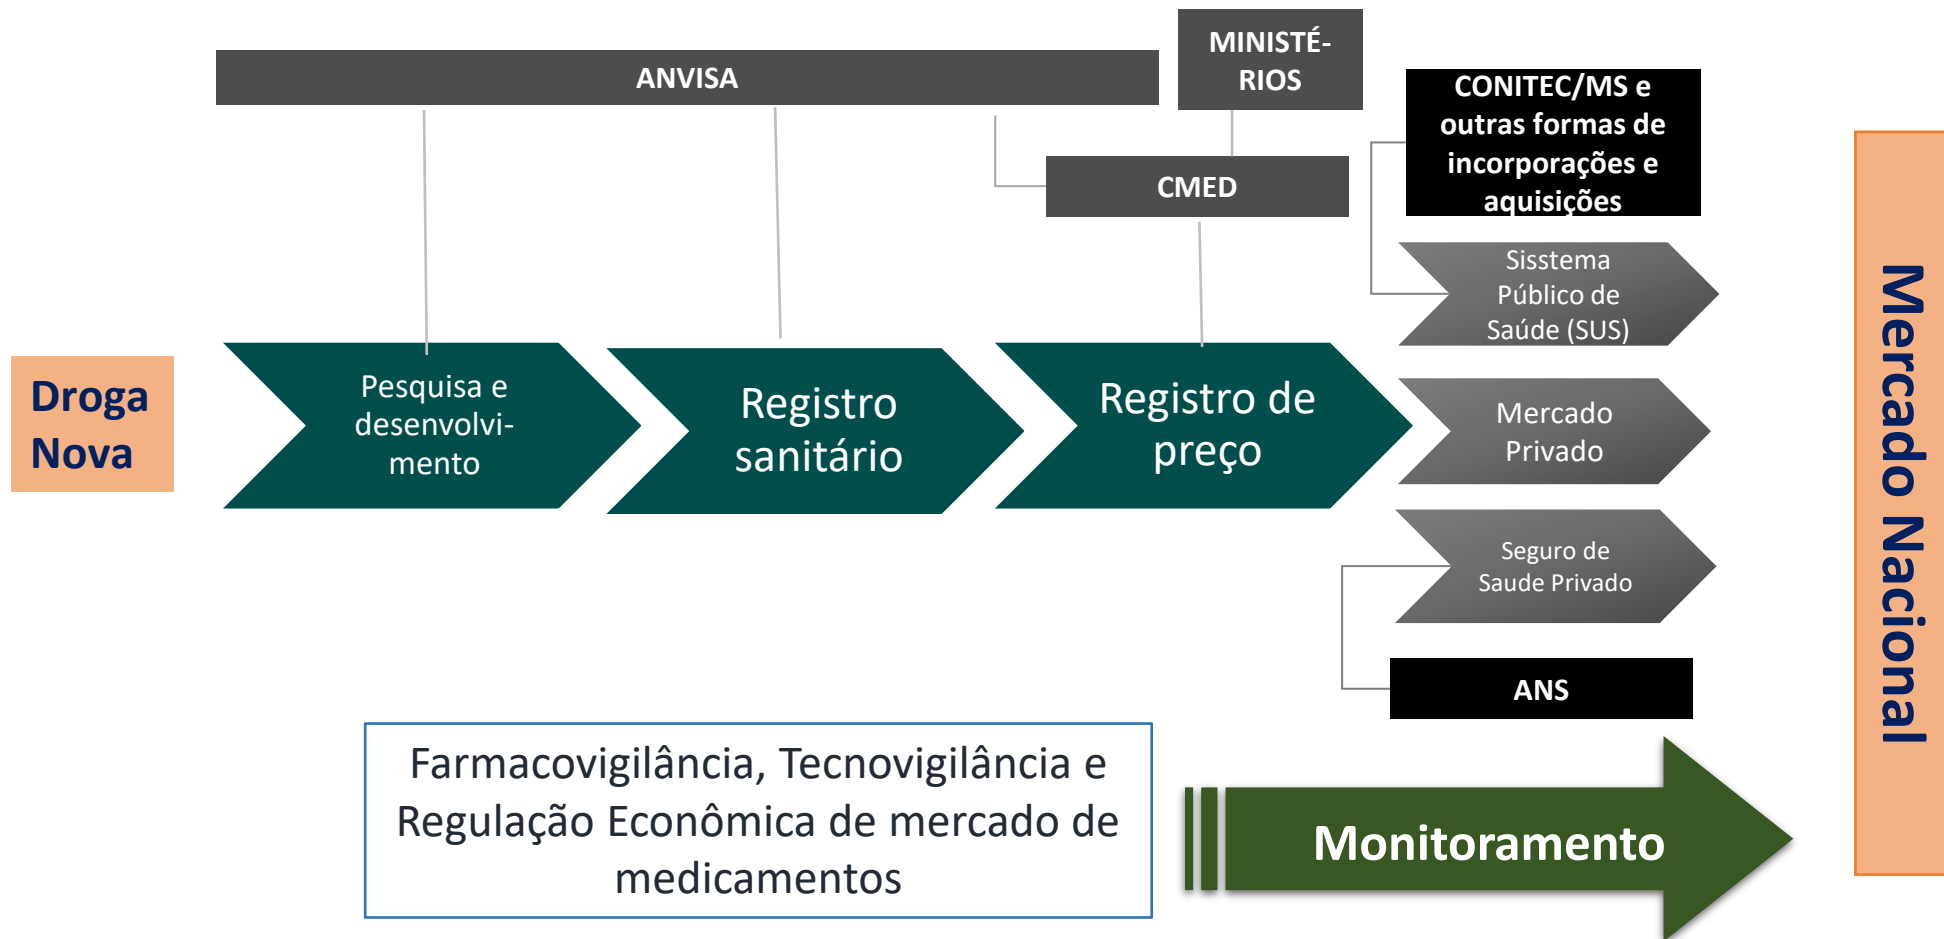 ANVISA
MINISTÉ-
RIOS
CMED
CONITEC/MS e
outras formas de
incorporações e
aquisições
Droga
Nova
Pesquisa e
desenvolvi-
mento
Registro
sanitário
Registro de
preço
Sisstema
Público de
Saúde (SUS)
Mercado
Privado
Seguro de
Saude Privado
ANS
Mercado Nacional
Farmacovigilância, Tecnovigilância e
Regulação Econômica de mercado de
medicamentos
Monitoramento